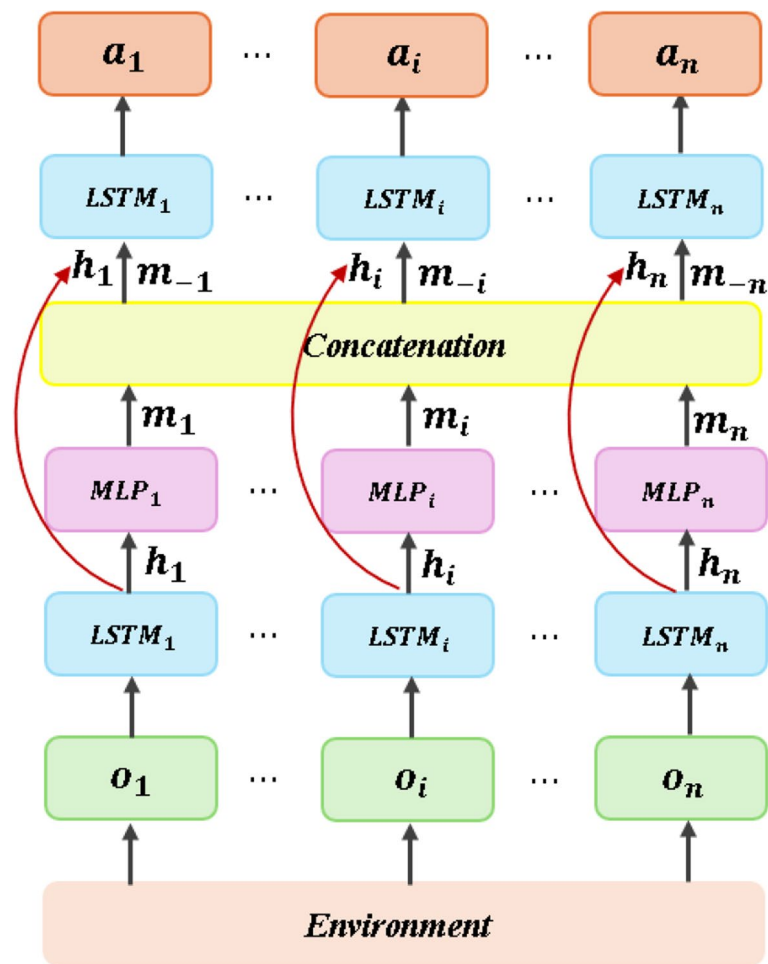 a₁ ... aᵢ ... aₙ
LSTM₁ ... LSTMᵢ ... LSTMₙ
h₁ m₋₁ hᵢ m₋ᵢ hₙ m₋ₙ
Concatenation
m₁ mᵢ mₙ
MLP₁ ... MLPᵢ ... MLPₙ
h₁ hᵢ hₙ
LSTM₁ ... LSTMᵢ ... LSTMₙ
o₁ ... oᵢ ... oₙ
Environment